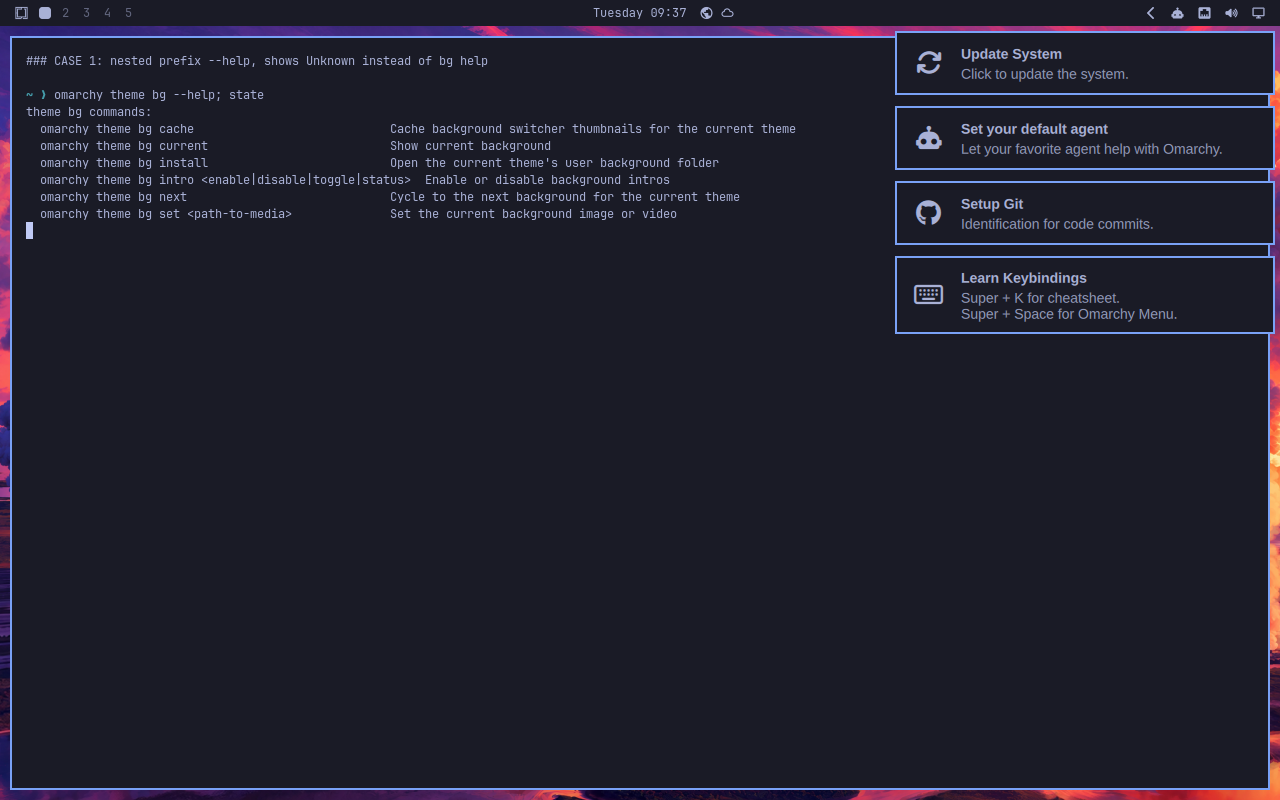 2 3 4 5
Tuesday 09:37
### CASE 1: nested prefix --help, shows Unknown instead of bg help
~ ❯ omarchy theme bg --help; state
theme bg commands:
omarchy theme bg cache Cache background switcher thumbnails for the current theme
omarchy theme bg current Show current background
omarchy theme bg install Open the current theme's user background folder
omarchy theme bg intro <enable|disable|toggle|status> Enable or disable background intros
omarchy theme bg next Cycle to the next background for the current theme
omarchy theme bg set <path-to-media> Set the current background image or video
Update System
Click to update the system.
Set your default agent
Let your favorite agent help with Omarchy.
Setup Git
Identification for code commits.
Learn Keybindings
Super + K for cheatsheet.
Super + Space for Omarchy Menu.